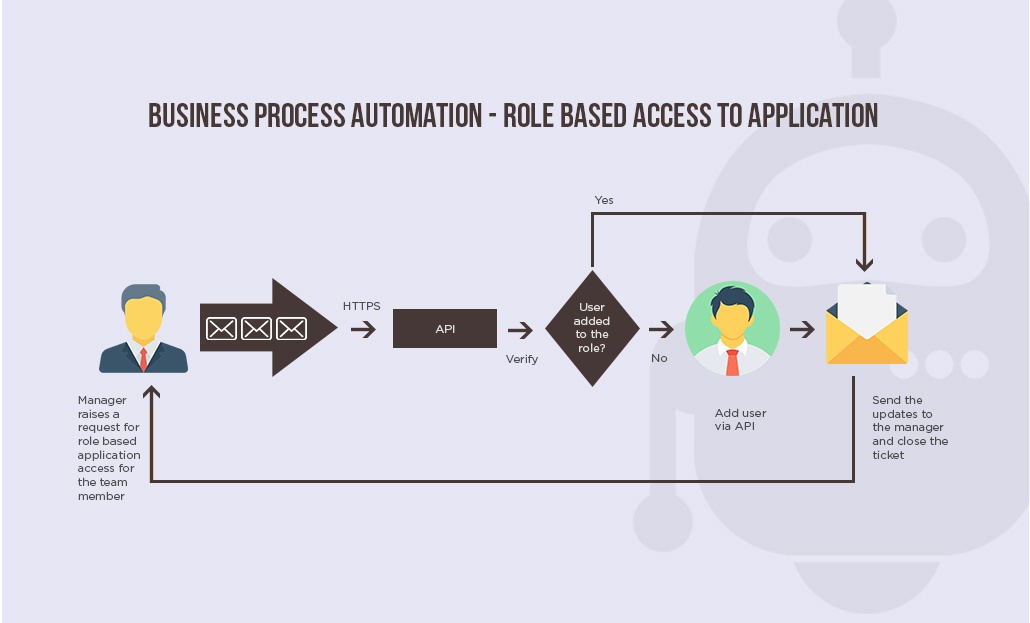 BUSINESS PROCESS AUTOMATION - ROLE BASED ACCESS TO APPLICATION
Yes
HTTPS
API
Verify
User
added
to the
role?
No
Manager
raises a
request for
role based
application
access for
the team
member
Add user
via API
Send the
updates to
the manager
and close the
ticket